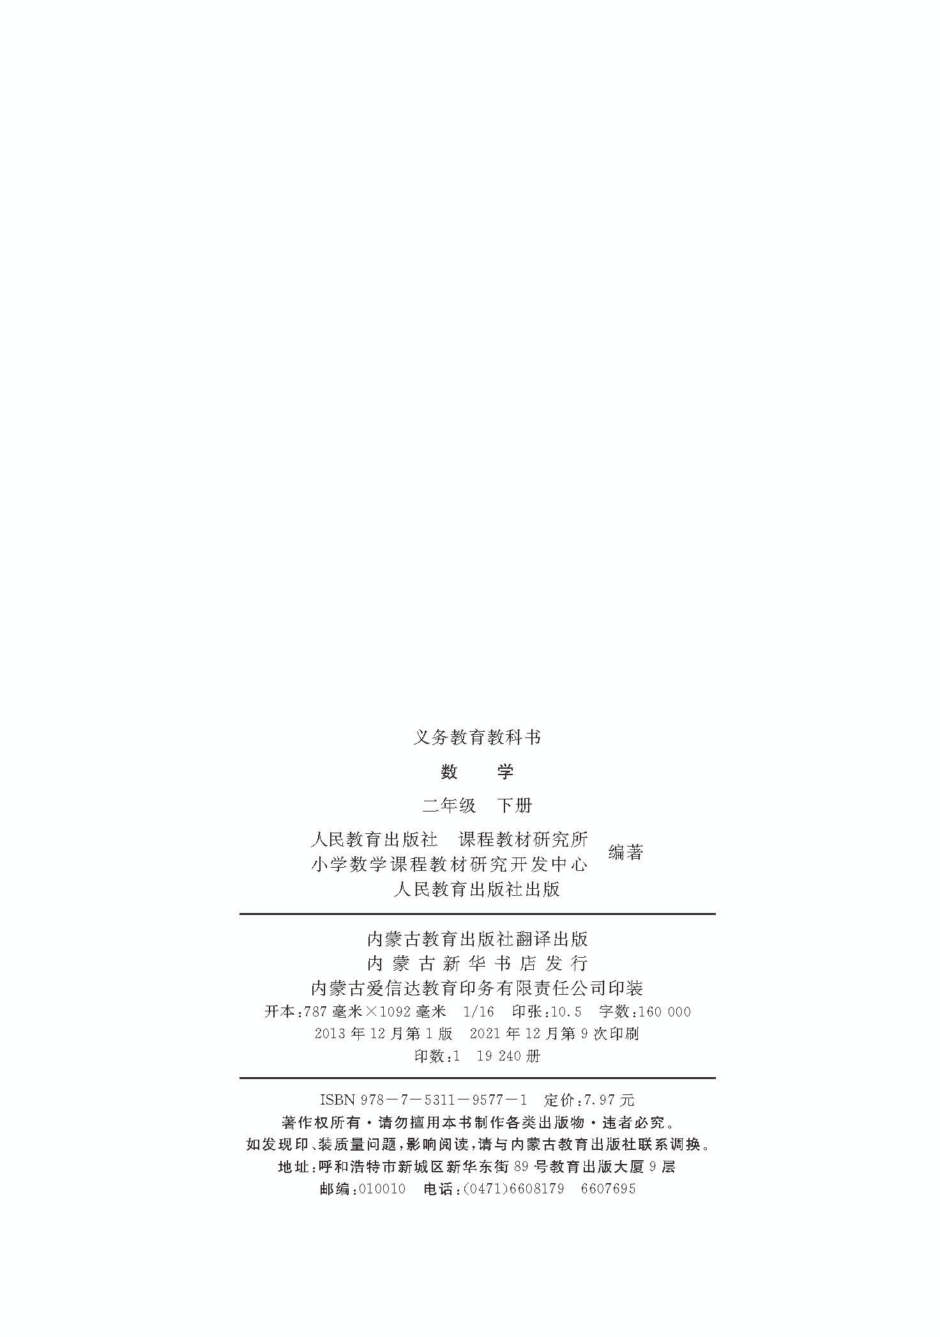 义务教育教科书
数 学
二年级 下册
人民教育出版社 课程教材研究所
小学数学课程教材研究开发中心
编著
人民教育出版社出版
内蒙古教育出版社翻译出版
内蒙古新华书店发行
内蒙古爱信达教育印务有限责任公司印装
开本:787 毫米×1092 毫米 1/16 印张:10.5 字数:160 000
2013 年 12 月第 1 版 2021 年 12 月第 9 次印刷
印数:1 19 240 册
ISBN 978-7-5311-9577-1 定价:7.97 元
著作权所有·请勿擅用本书制作各类出版物·违者必究。
如发现印、装质量问题,影响阅读,请与内蒙古教育出版社联系调换。
地址:呼和浩特市新城区新华东街 89 号教育出版大厦 9 层
邮编:010010 电话:(0471)6608179 6607695